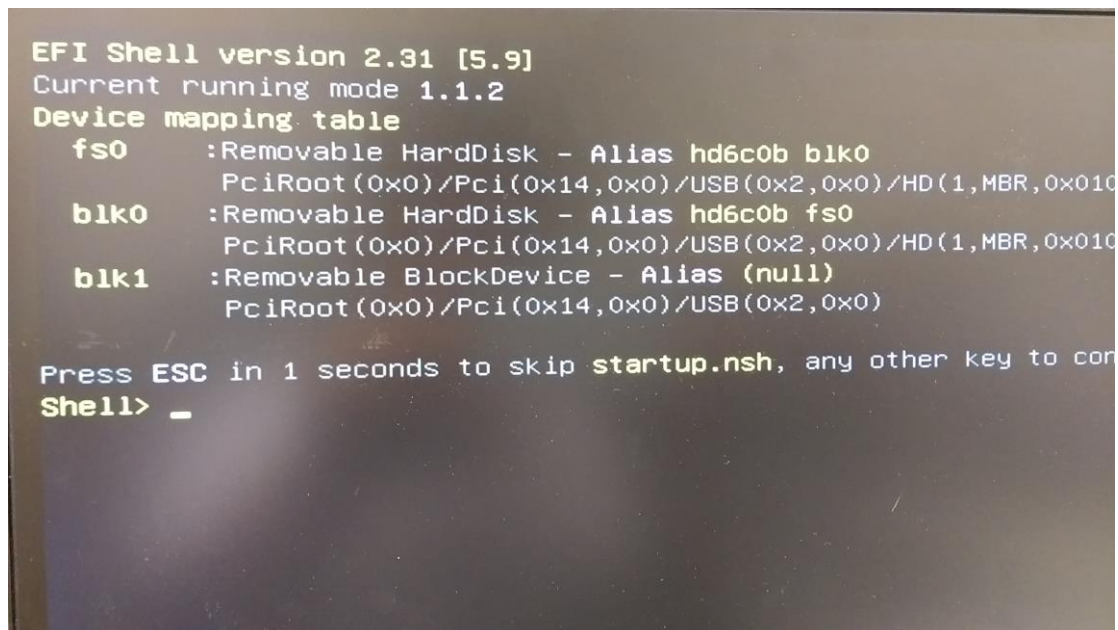 EFI Shell version 2.31 [5.9]
Current running mode 1.1.2
Device mapping table
fs0 :Removable HardDisk - Alias hd6c0b blk0
PciRoot(0x0)/Pci(0x14,0x0)/USB(0x2,0x0)/HD(1,MBR,0x010
blk0 :Removable HardDisk - Alias hd6c0b fs0
PciRoot(0x0)/Pci(0x14,0x0)/USB(0x2,0x0)/HD(1,MBR,0x010
blk1 :Removable BlockDevice - Alias (null)
PciRoot(0x0)/Pci(0x14,0x0)/USB(0x2,0x0)
Press ESC in 1 seconds to skip startup.nsh, any other key to con
Shell> _